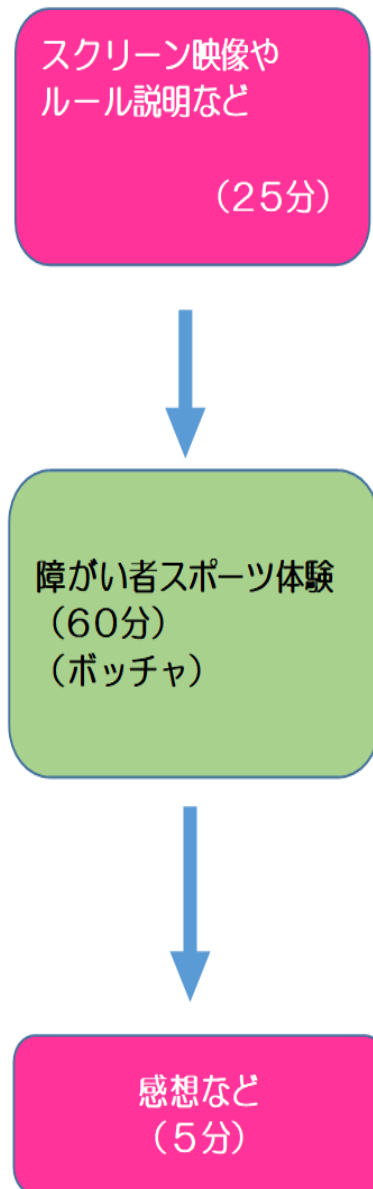 スクリーン映像や
ルール説明など
（２５分）
障がい者スポーツ体験
（６０分）
（ボッチャ）
感想など
（５分）